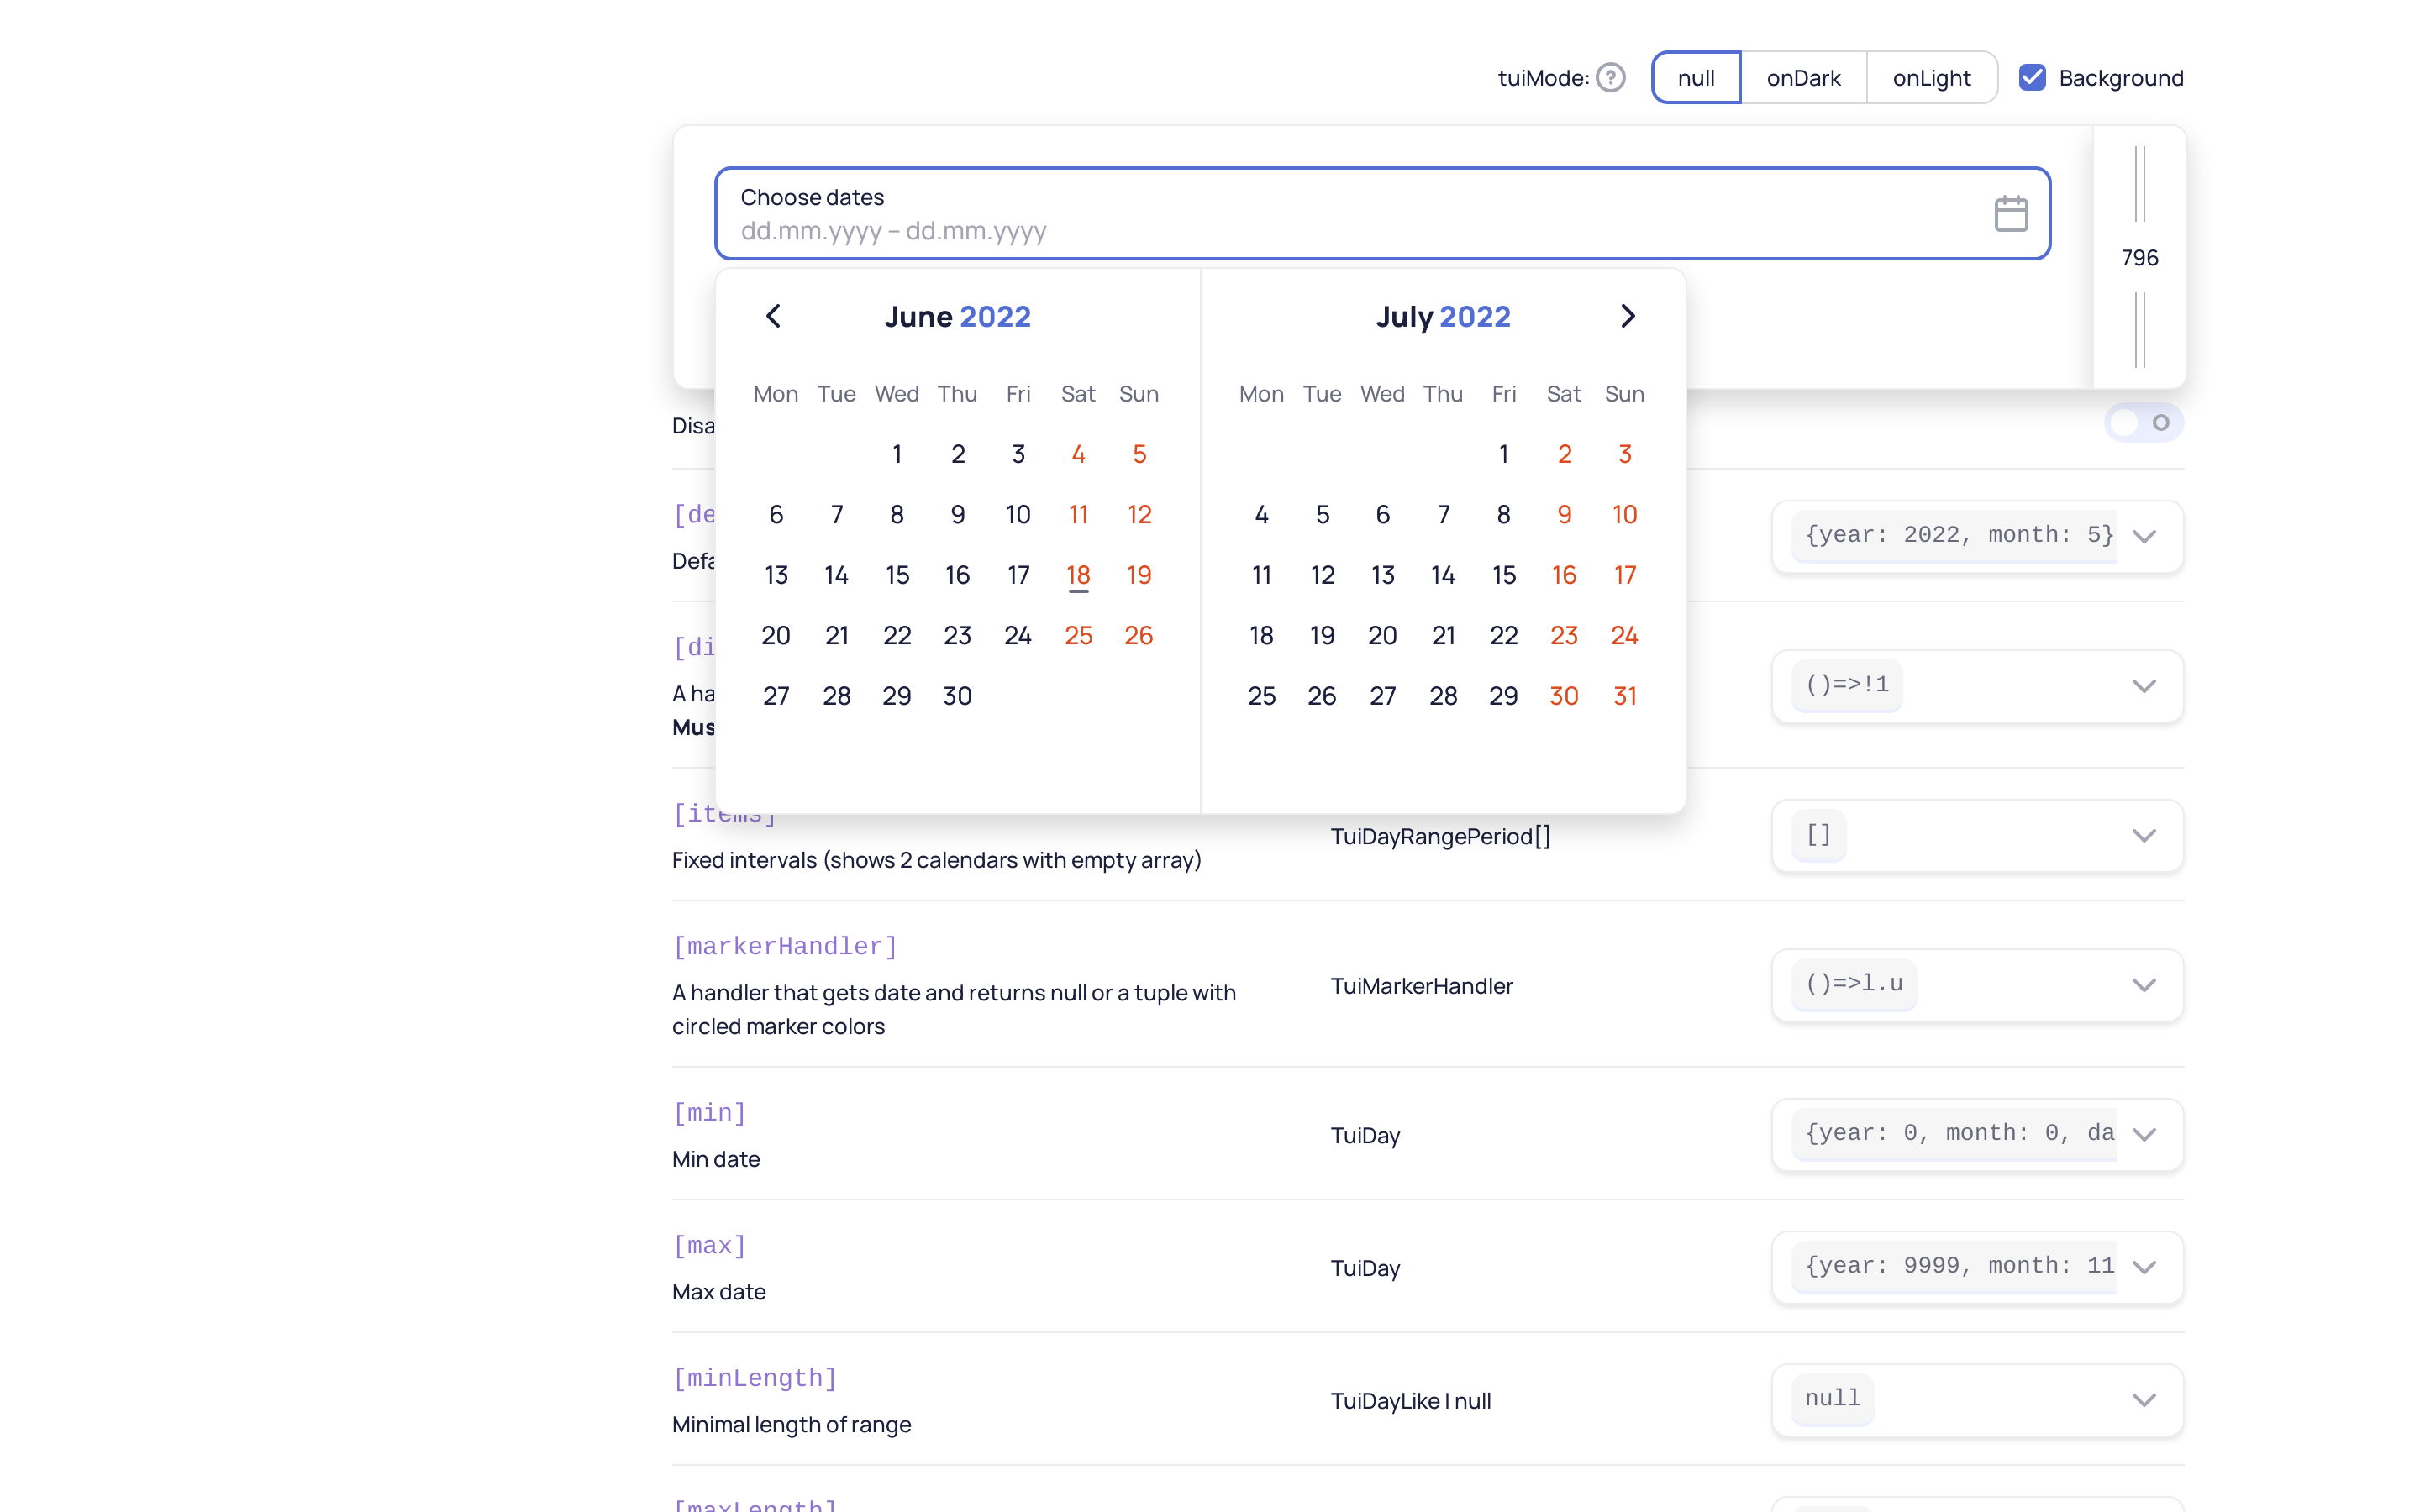 tuiMode: ? null onDark onLight Background
Choose dates
dd.mm.yyyy – dd.mm.yyyy
796
June 2022
July 2022
Mon Tue Wed Thu Fri Sat Sun
Mon Tue Wed Thu Fri Sat Sun
1 2 3 4 5
1 2 3
6 7 8 9 10 11 12
4 5 6 7 8 9 10
13 14 15 16 17 18 19
11 12 13 14 15 16 17
20 21 22 23 24 25 26
18 19 20 21 22 23 24
27 28 29 30
25 26 27 28 29 30 31
Disa
[de
Defa
{year: 2022, month: 5}
[di
A ha
Mus
()=>!1
[items]
Fixed intervals (shows 2 calendars with empty array)
TuiDayRangePeriod[]
[]
[markerHandler]
A handler that gets date and returns null or a tuple with
circled marker colors
TuiMarkerHandler
()=>l.u
[min]
Min date
TuiDay
{year: 0, month: 0, da
[max]
Max date
TuiDay
{year: 9999, month: 11
[minLength]
Minimal length of range
TuiDayLike | null
null
[maxLength]